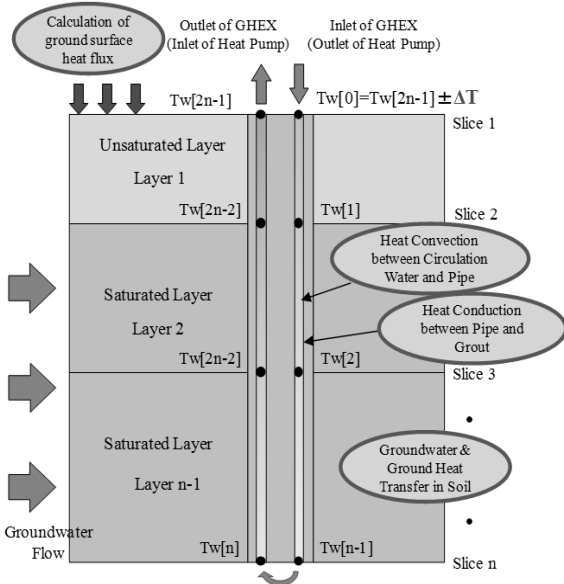 Calculation of
ground surface
heat flux
Outlet of GHEX
(Inlet of Heat Pump)
Inlet of GHEX
(Outlet of Heat Pump)
Tw[2n-1]
Tw[0]=Tw[2n-1] ± ΔT
Slice 1
Unsaturated Layer
Layer 1
Tw[2n-2]
Tw[1]
Slice 2
Heat Convection
between Circulation
Water and Pipe
Saturated Layer
Layer 2
Heat Conduction
between Pipe and
Grout
Tw[2n-2]
Tw[2]
Slice 3
Saturated Layer
Layer n-1
Groundwater &
Ground Heat
Transfer in Soil
Groundwater
Flow
Tw[n]
Tw[n-1]
Slice n